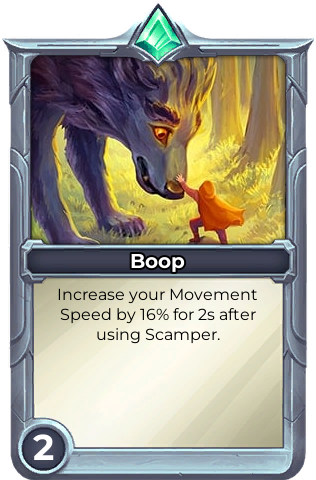 Boop
Increase your Movement
Speed by 16% for 2s after
using Scamper.
2